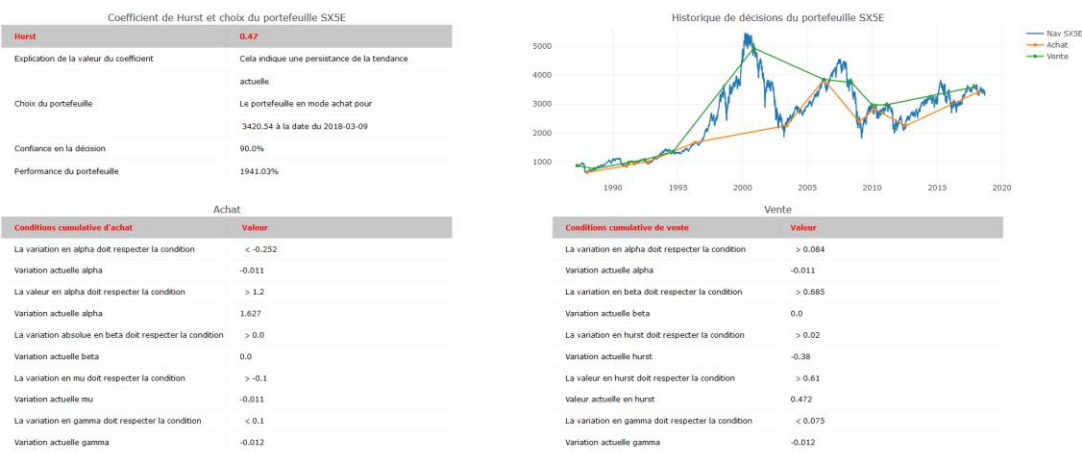 Coefficient de Hurst et choix du portefeuille SX5E
Hurst 0.47
Explication de la valeur du coefficient Cela indique une persistance de la tendance
actuelle
Choix du portefeuille Le portefeuille en mode achat pour
3420.54 à la date du 2018-03-09
Confiance en la décision 90.0%
Performance du portefeuille 1941.03%
Historique de décisions du portefeuille SX5E
5000
4000
3000
2000
1000
1990 1995 2000 2005 2010 2015 2020
Nav SX5E
Achat
Vente
Achat
Conditions cumulative d'achat Valeur
La variation en alpha doit respecter la condition < -0.252
Variation actuelle alpha -0.011
La valeur en alpha doit respecter la condition > 1.2
Variation actuelle alpha 1.627
La variation absolue en beta doit respecter la condition > 0.0
Variation actuelle beta 0.0
La variation en mu doit respecter la condition > -0.1
Variation actuelle mu -0.011
La variation en gamma doit respecter la condition < 0.1
Variation actuelle gamma -0.012
Vente
Conditions cumulative de vente Valeur
La variation en alpha doit respecter la condition > 0.084
Variation actuelle alpha -0.011
La variation en beta doit respecter la condition > 0.685
Variation actuelle beta 0.0
La variation en hurst doit respecter la condition > 0.02
Variation actuelle hurst -0.38
La valeur en hurst doit respecter la condition > 0.61
Valeur actuelle en hurst 0.472
La variation en gamma doit respecter la condition < 0.075
Variation actuelle gamma -0.012